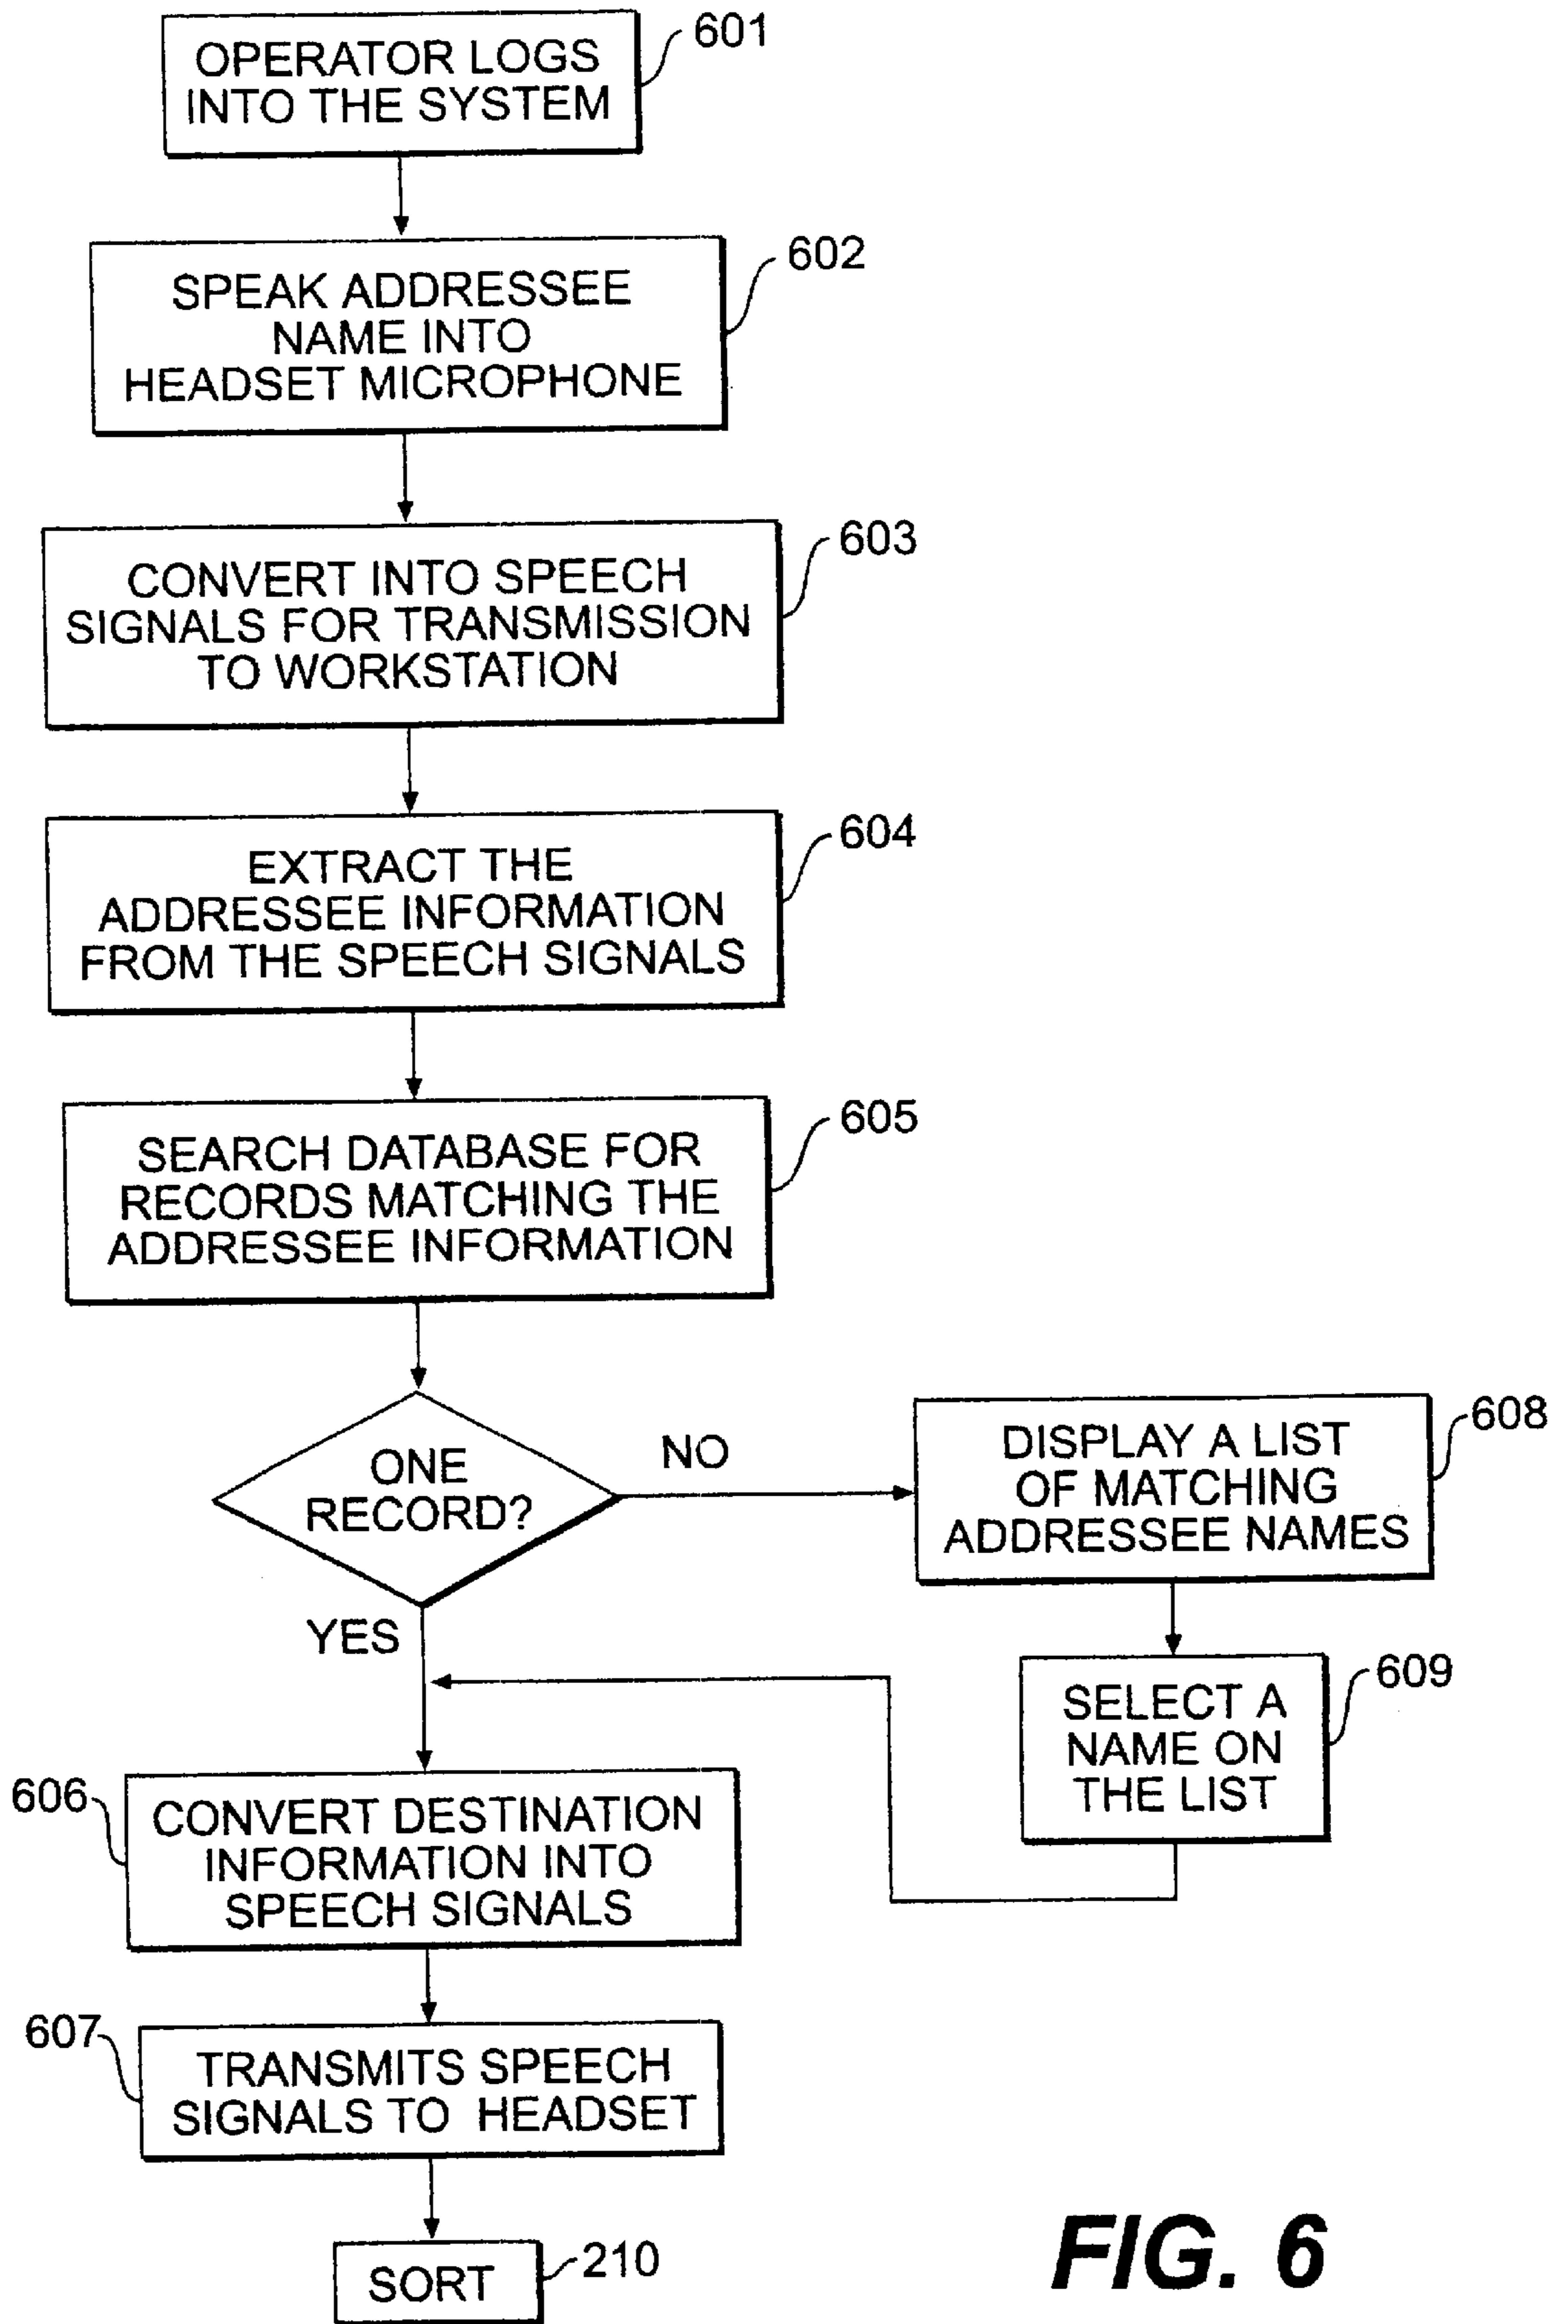 601
OPERATOR LOGS
INTO THE SYSTEM
602
SPEAK ADDRESSEE
NAME INTO
HEADSET MICROPHONE
603
CONVERT INTO SPEECH
SIGNALS FOR TRANSMISSION
TO WORKSTATION
604
EXTRACT THE
ADDRESSEE INFORMATION
FROM THE SPEECH SIGNALS
605
SEARCH DATABASE FOR
RECORDS MATCHING THE
ADDRESSEE INFORMATION
ONE
RECORD?
NO
608
DISPLAY A LIST
OF MATCHING
ADDRESSEE NAMES
YES
609
SELECT A
NAME ON
THE LIST
606
CONVERT DESTINATION
INFORMATION INTO
SPEECH SIGNALS
607
TRANSMITS SPEECH
SIGNALS TO HEADSET
SORT
210
FIG. 6